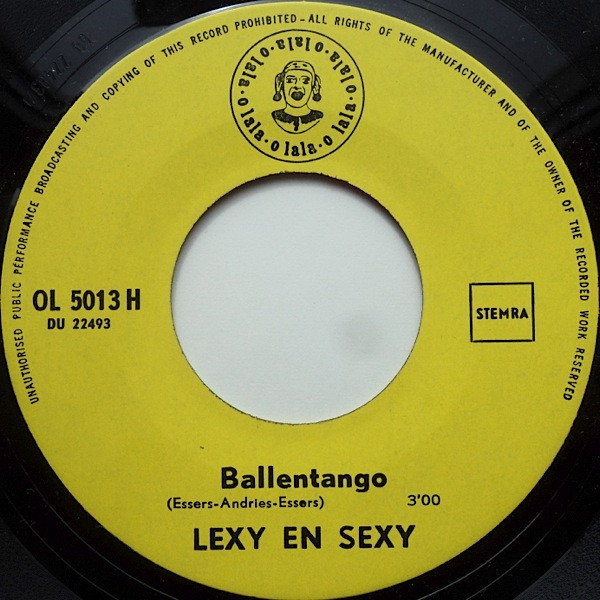 UNAUTHORISED PUBLIC PERFORMANCE BROADCASTING AND COPYING OF THIS RECORD PROHIBITED – ALL RIGHTS OF THE MANUFACTURER AND OF THE OWNER OF THE RECORDED WORK RESERVED
o lala · o lala · o lala · o lala · o lala · o lala ·
OL 5013 H
DU 22493
STEMRA
Ballentango
(Essers-Andries-Essers) 3'00
LEXY EN SEXY